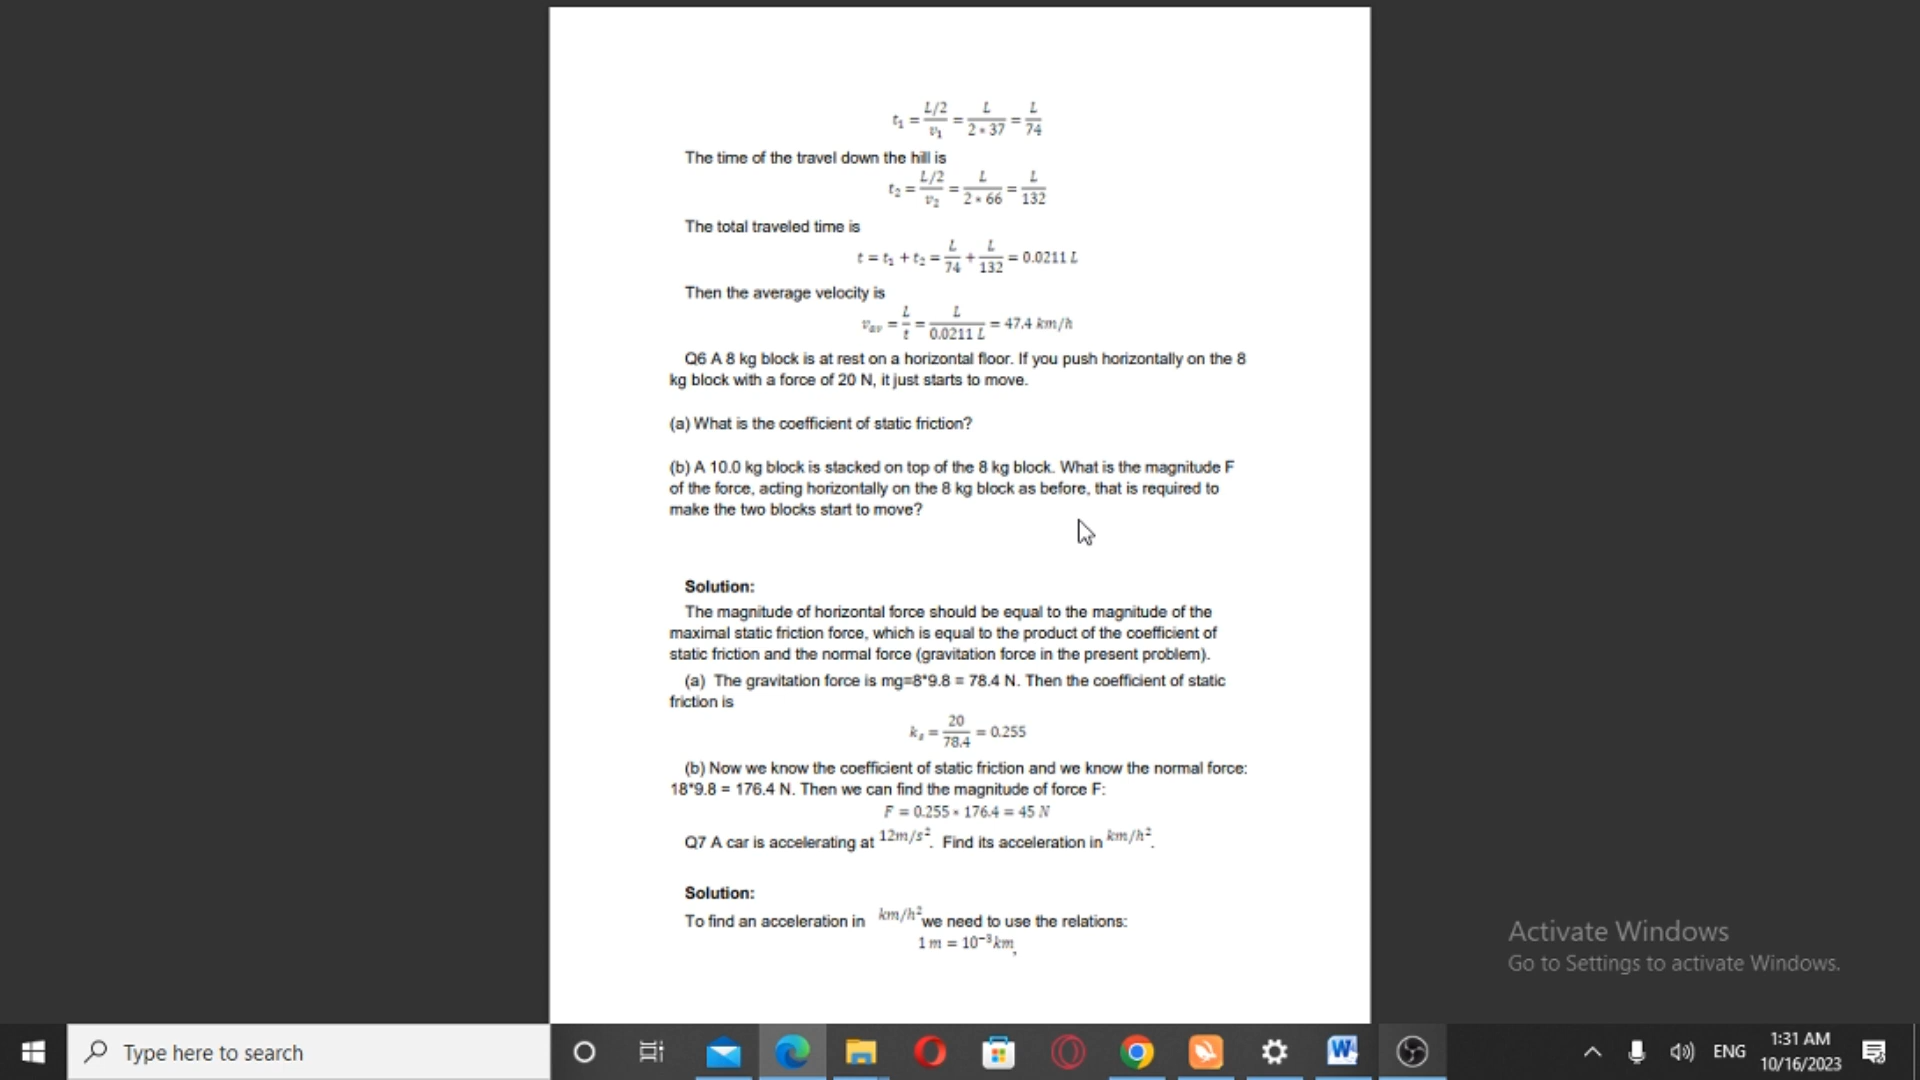 t₁ = L/2 / v₁ = L / 2 * 37 = L / 74
The time of the travel down the hill is
t₂ = L/2 / v₂ = L / 2 * 66 = L / 132
The total traveled time is
t = t₁ + t₂ = L / 74 + L / 132 = 0.0211 L
Then the average velocity is
vₐᵥ = L / t = L / 0.0211 L = 47.4 km/h
Q6 A 8 kg block is at rest on a horizontal floor. If you push horizontally on the 8
kg block with a force of 20 N, it just starts to move.
(a) What is the coefficient of static friction?
(b) A 10.0 kg block is stacked on top of the 8 kg block. What is the magnitude F
of the force, acting horizontally on the 8 kg block as before, that is required to
make the two blocks start to move?
Solution:
The magnitude of horizontal force should be equal to the magnitude of the
maximal static friction force, which is equal to the product of the coefficient of
static friction and the normal force (gravitation force in the present problem).
(a) The gravitation force is mg=8*9.8 = 78.4 N. Then the coefficient of static
friction is
kₛ = 20 / 78.4 = 0.255
(b) Now we know the coefficient of static friction and we know the normal force:
18*9.8 = 176.4 N. Then we can find the magnitude of force F:
F = 0.255 * 176.4 = 45 N
Q7 A car is accelerating at 12m/s². Find its acceleration in km/h².
Solution:
To find an acceleration in km/h² we need to use the relations:
1 m = 10⁻³km,
Activate Windows
Go to Settings to activate Windows.
Type here to search
ENG
1:31 AM
10/16/2023